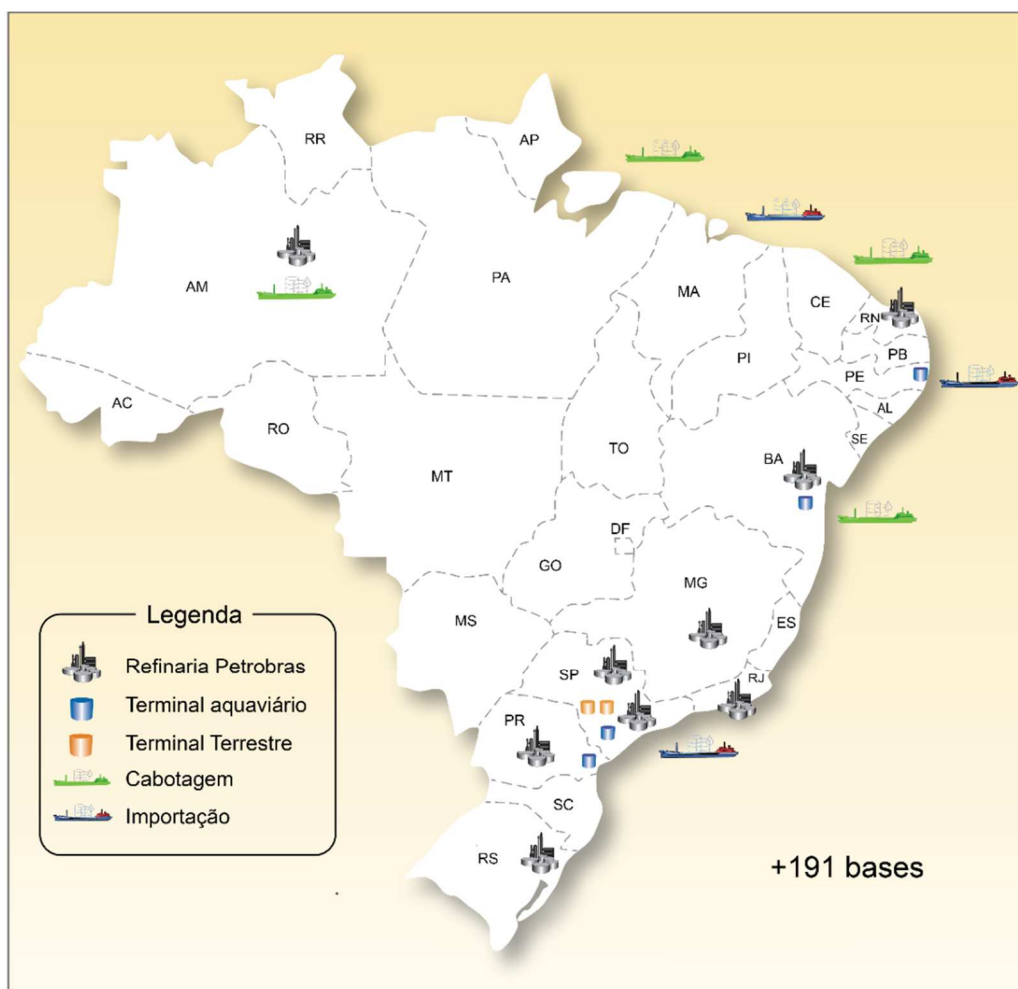 RR
AP
AM
PA
MA
CE
RN
PB
PI
PE
AL
SE
AC
RO
TO
BA
MT
DF
GO
MG
ES
MS
SP
RJ
PR
SC
RS
Legenda
Refinaria Petrobras
Terminal aquaviário
Terminal Terrestre
Cabotagem
Importação
+191 bases